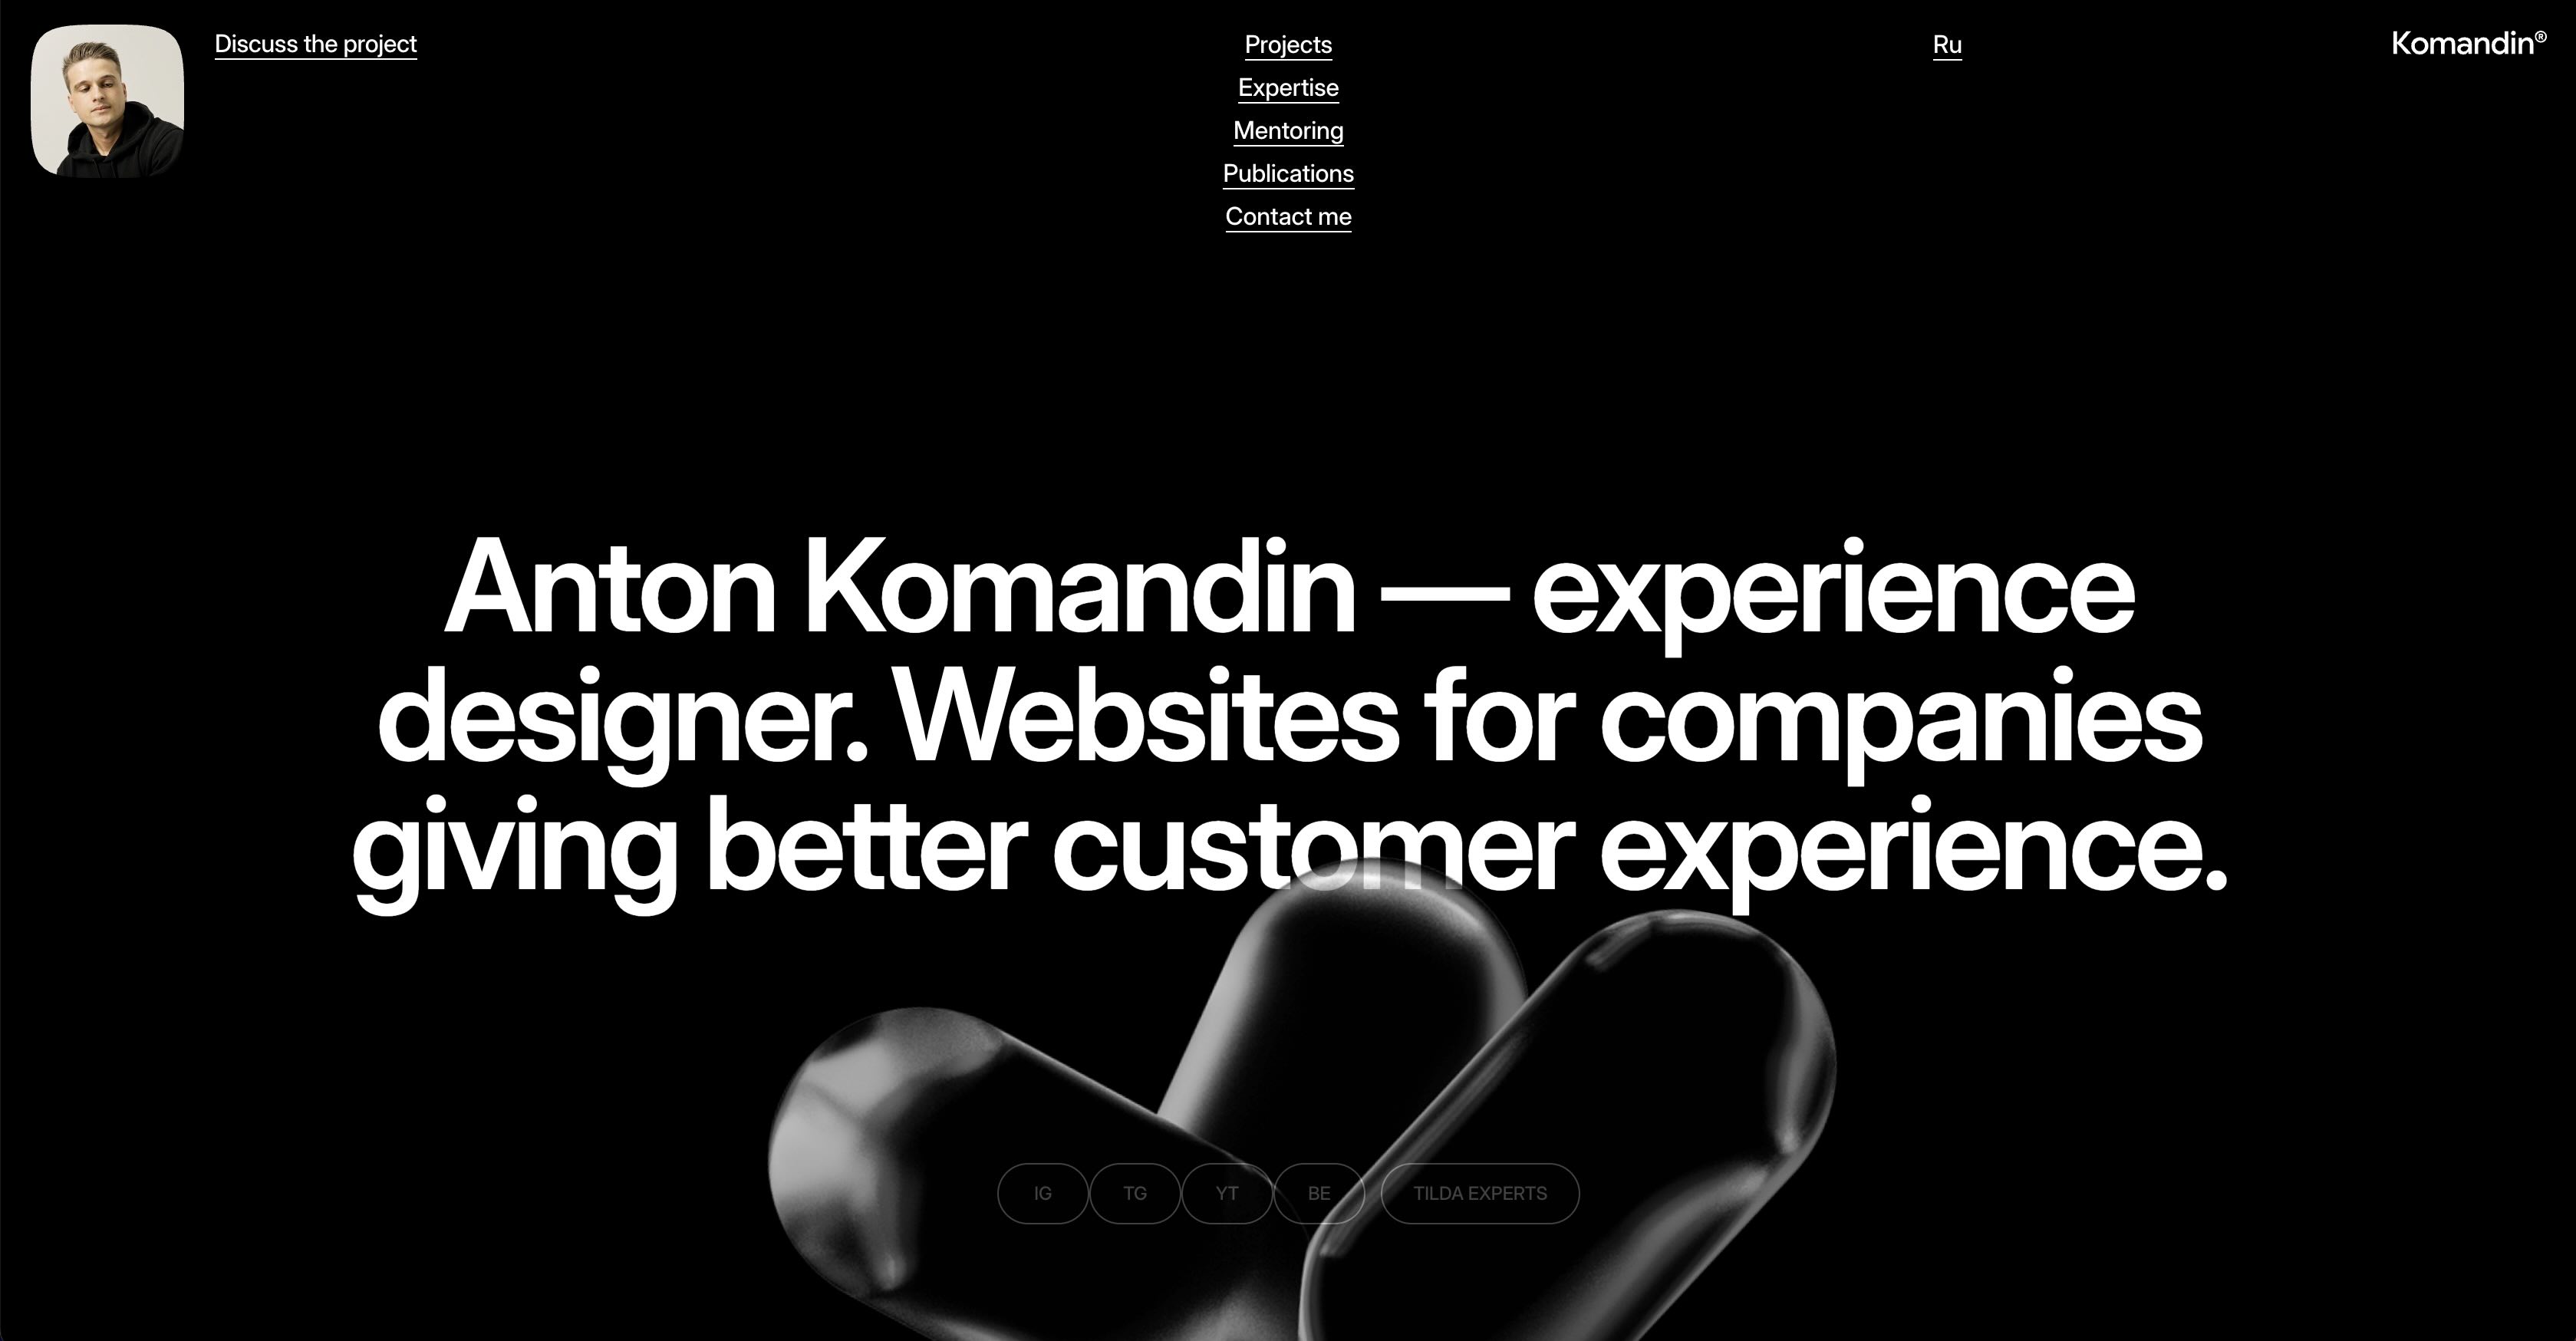 Discuss the project
Projects
Expertise
Mentoring
Publications
Contact me
Ru
Komandin®
Anton Komandin — experience
designer. Websites for companies
giving better customer experience.
IG
TG
YT
BE
TILDA EXPERTS